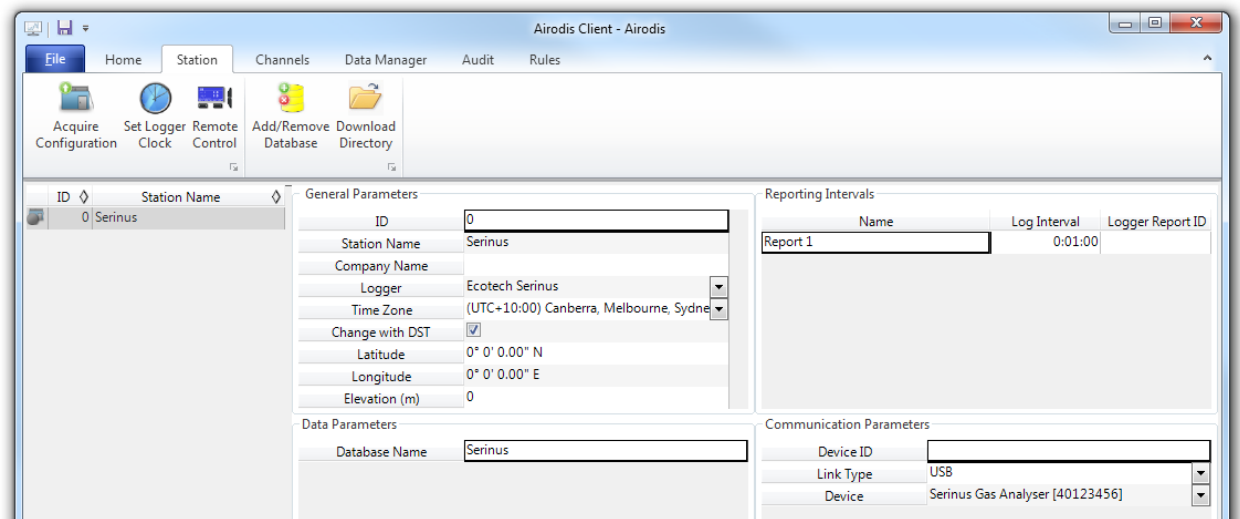 Airodis Client - Airodis
File Home Station Channels Data Manager Audit Rules
Acquire Configuration
Set Logger Clock
Remote Control
Add/Remove Database
Download Directory
ID Station Name
0 Serinus
General Parameters
ID 0
Station Name Serinus
Company Name
Logger Ecotech Serinus
Time Zone (UTC+10:00) Canberra, Melbourne, Sydne
Change with DST
Latitude 0° 0' 0.00" N
Longitude 0° 0' 0.00" E
Elevation (m) 0
Data Parameters
Database Name Serinus
Reporting Intervals
Name Log Interval Logger Report ID
Report 1 0:01:00
Communication Parameters
Device ID
Link Type USB
Device Serinus Gas Analyser [40123456]